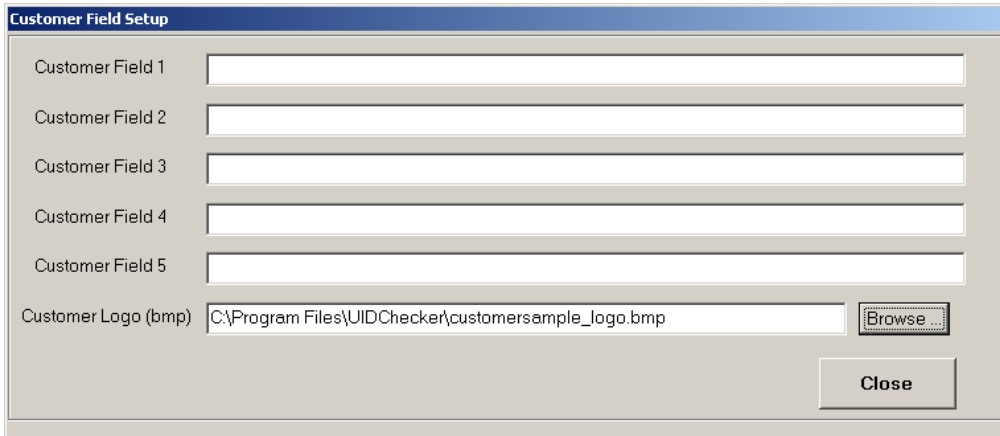 Customer Field Setup
Customer Field 1
Customer Field 2
Customer Field 3
Customer Field 4
Customer Field 5
Customer Logo (bmp) C:\Program Files\UIDChecker\customersample_logo.bmp Browse ...
Close